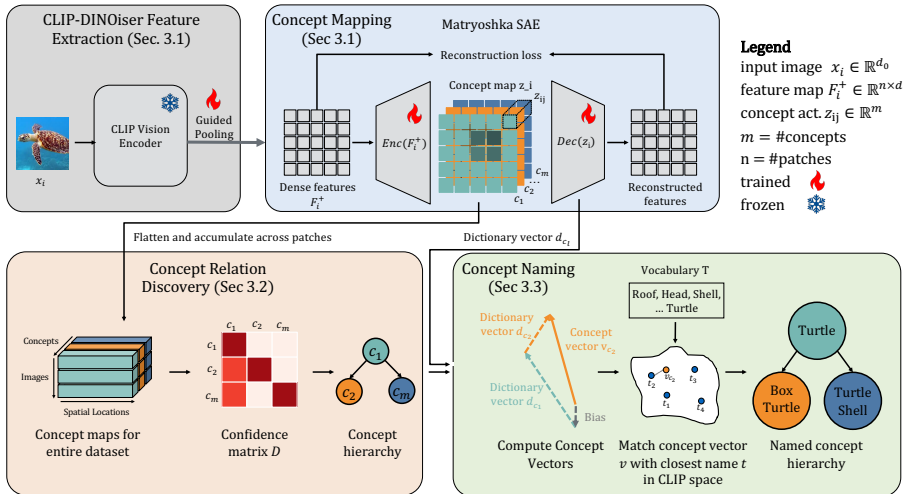 CLIP-DINOiser Feature
Extraction (Sec. 3.1)
CLIP Vision
Encoder
Guided
Pooling
x_i
Concept Mapping
(Sec 3.1)
Matryoshka SAE
Reconstruction loss
Concept map z_i
z_ij
Enc(F_i^+)
Dec(z_i)
c_m
...
c_2
c_1
Dense features
F_i^+
Reconstructed
features
Legend
input image x_i ∈ ℝ^{d_0}
feature map F_i^+ ∈ ℝ^{n×d}
concept act. z_ij ∈ ℝ^m
m = #concepts
n = #patches
trained
frozen
Flatten and accumulate across patches
Dictionary vector d_{c_i}
Concept Relation
Discovery (Sec 3.2)
Concepts
Images
Spatial Locations
c_1 c_2 c_m
c_1
c_2
c_m
c_1
c_2 c_m
Concept maps for
entire dataset
Confidence
matrix D
Concept
hierarchy
Concept Naming
(Sec 3.3)
Vocabulary T
Roof, Head, Shell,
... Turtle
Dictionary
vector d_{c_2}
Concept
vector v_{c_2}
Dictionary
vector d_{c_1}
Bias
t_2 v_{c_2} t_3
t_1 t_4
Turtle
Box
Turtle
Turtle
Shell
Compute Concept
Vectors
Match concept vector
v with closest name t
in CLIP space
Named concept
hierarchy